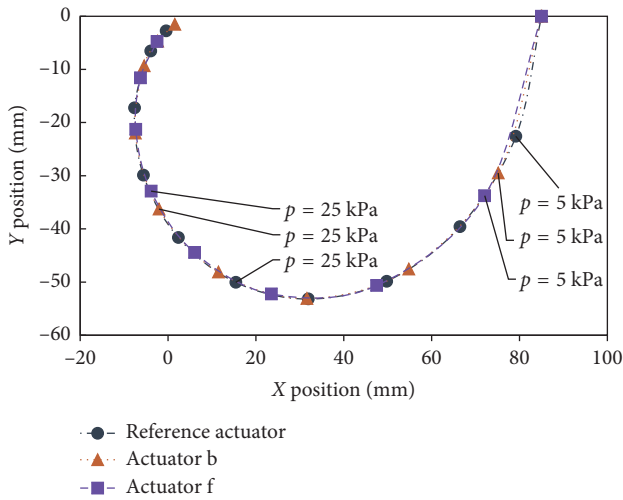 0
−10
−20
−30
−40
−50
−60
Y position (mm)
p = 25 kPa
p = 25 kPa
p = 25 kPa
p = 5 kPa
p = 5 kPa
p = 5 kPa
−20 0 20 40 60 80 100
X position (mm)
Reference actuator
Actuator b
Actuator f